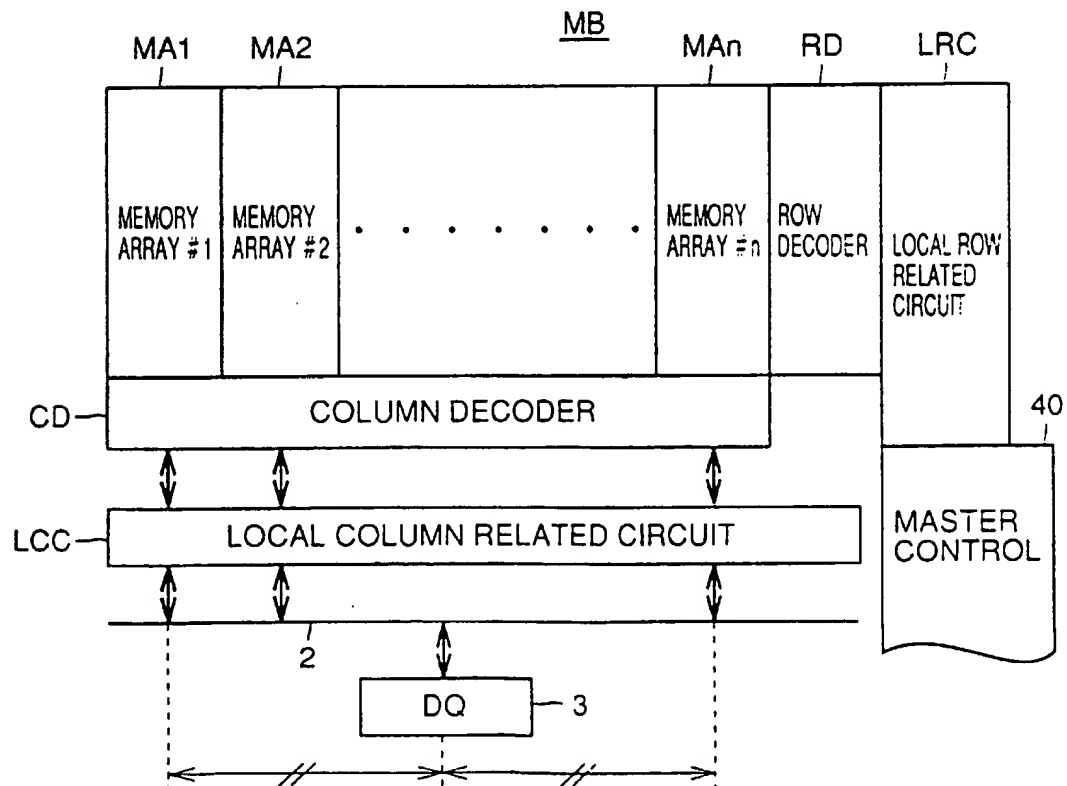 MB
MA1 MA2 MAn RD LRC
MEMORY ARRAY #1
MEMORY ARRAY #2
MEMORY ARRAY #n
ROW DECODER
LOCAL ROW RELATED CIRCUIT
CD
COLUMN DECODER
40
LCC
LOCAL COLUMN RELATED CIRCUIT
MASTER CONTROL
2
DQ
3